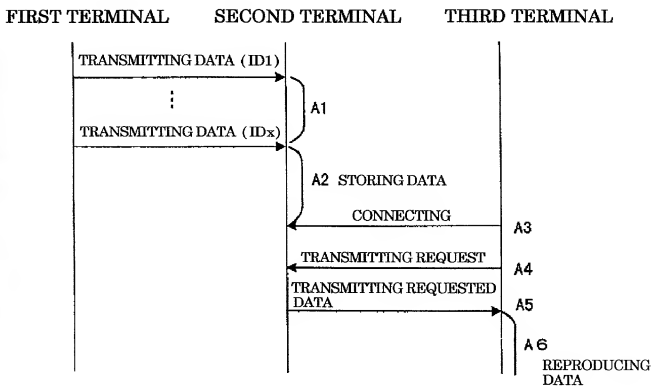 FIRST TERMINAL SECOND TERMINAL THIRD TERMINAL
TRANSMITTING DATA (ID1)
A1
TRANSMITTING DATA (IDx)
A2 STORING DATA
CONNECTING
A3
TRANSMITTING REQUEST
A4
TRANSMITTING REQUESTED
DATA
A5
A6
REPRODUCING
DATA